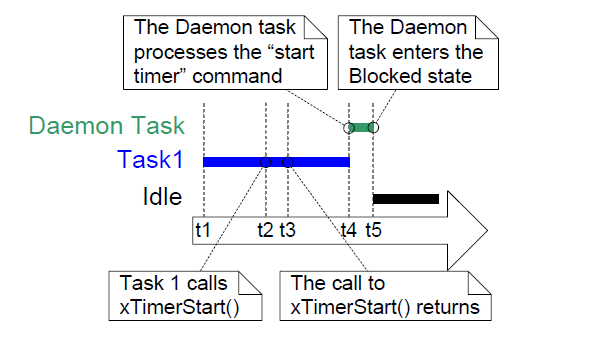 The Daemon task
processes the “start
timer” command
The Daemon
task enters the
Blocked state
Daemon Task
Task1
Idle
t1 t2 t3 t4 t5
Task 1 calls
xTimerStart()
The call to
xTimerStart() returns